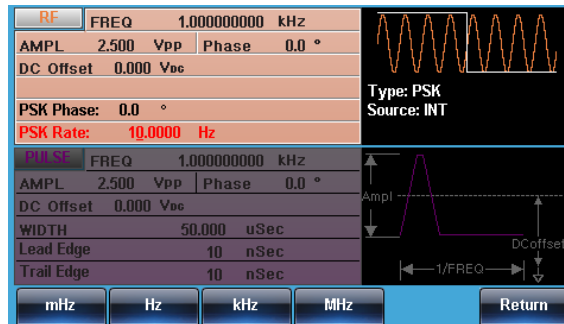 RF FREQ 1.000000000 kHz
AMPL 2.500 Vpp Phase 0.0 °
DC Offset 0.000 VDC
PSK Phase: 0.0 °
PSK Rate: 10.0000 Hz
Type: PSK
Source: INT
PULSE FREQ 1.000000000 kHz
AMPL 2.500 Vpp Phase 0.0 °
DC Offset 0.000 VDC
WIDTH 50.000 uSec
Lead Edge 10 nSec
Trail Edge 10 nSec
Ampl
DCoffset
1/FREQ
mHz Hz kHz MHz Return